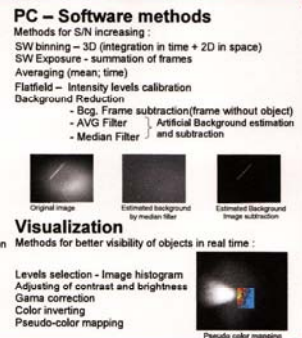 PC – Software methods
Methods for S/N increasing :
SW binning – 3D (integration in time + 2D in space)
SW Exposure - summation of frames
Averaging (mean; time)
Flatfield – Intensity levels calibration
Background Reduction
- Bcg. Frame subtraction(frame without object)
- AVG Filter
- Median Filter
Artificial Background estimation
and subtraction
Original image
Estimated background
by median filter
Estimated Background
Image subtraction
Visualization
on
Methods for better visibility of objects in real time :
Levels selection - Image histogram
Adjusting of contrast and brightness
Gama correction
Color inverting
Pseudo-color mapping
Pseudo color mapping